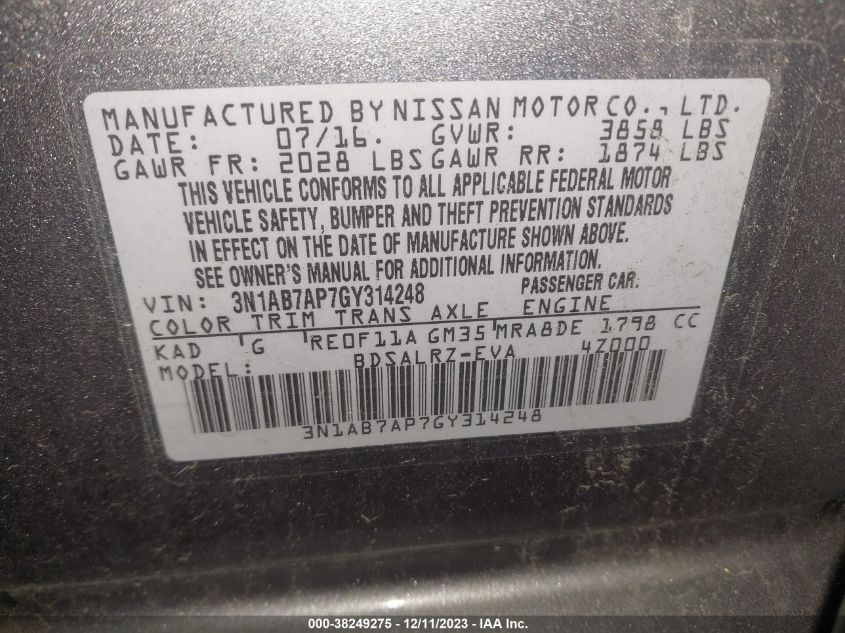 MANUFACTURED BY NISSAN MOTOR CO., LTD.
DATE: 07/16. GVWR: 3858 LBS
GAWR FR: 2028 LBS GAWR RR: 1874 LBS
THIS VEHICLE CONFORMS TO ALL APPLICABLE FEDERAL MOTOR
VEHICLE SAFETY, BUMPER AND THEFT PREVENTION STANDARDS
IN EFFECT ON THE DATE OF MANUFACTURE SHOWN ABOVE.
SEE OWNER'S MANUAL FOR ADDITIONAL INFORMATION.
VIN: 3N1AB7AP7GY314248 PASSENGER CAR:
COLOR TRIM TRANS AXLE ENGINE
KAD 'G 'RE0F11A GM35 MRA8DE 1798 CC
MODEL: BDSALRZ-EVA 4Z000
3N1AB7AP7GY314248
000-38249275 - 12/11/2023 - IAA Inc.